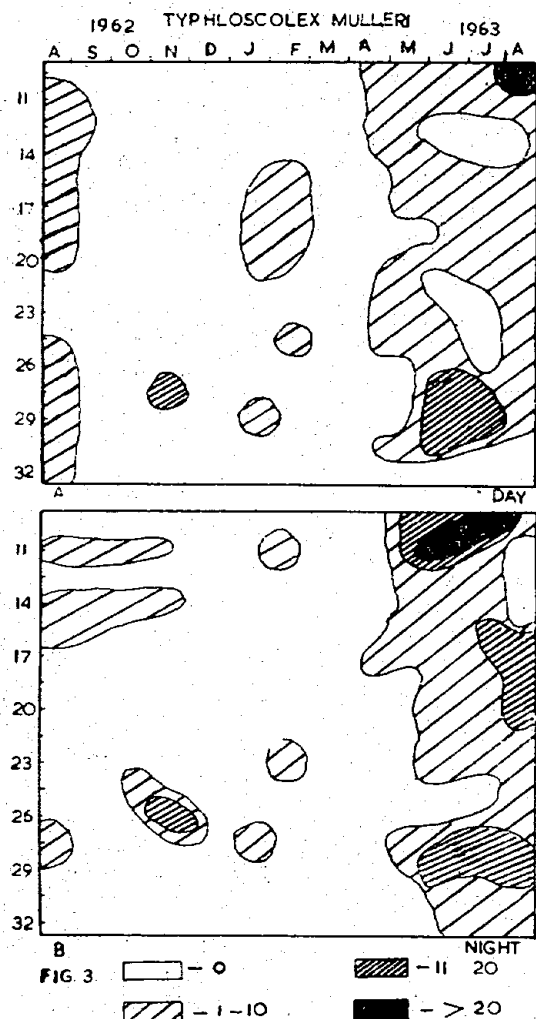 1962 TYPHLOSCOLEX MULLERI 1963
A S O N D J F M A M J J A
11
14
17
20
23
26
29
32
A DAY
11
14
17
20
23
26
29
32
B NIGHT
FIG. 3. - 0 - 11 20
- 1 - 10 - > 20